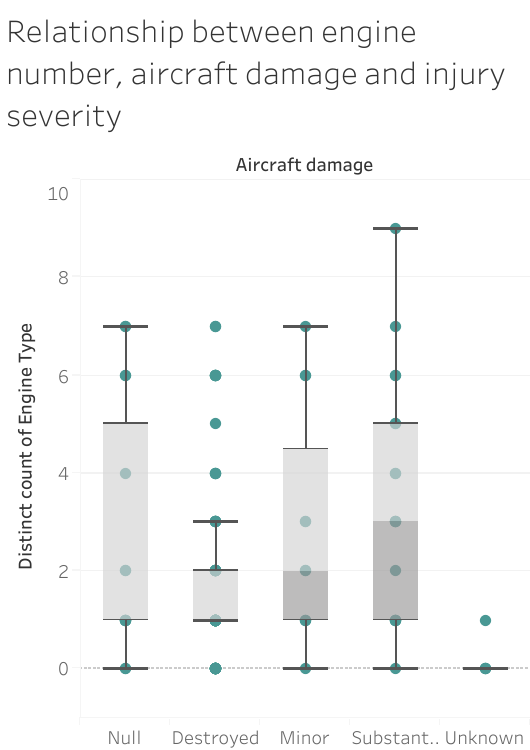 Relationship between engine
number, aircraft damage and injury
severity
Aircraft damage
10
8
6
4
2
0
Distinct count of Engine Type
Null Destroyed Minor Substant.. Unknown